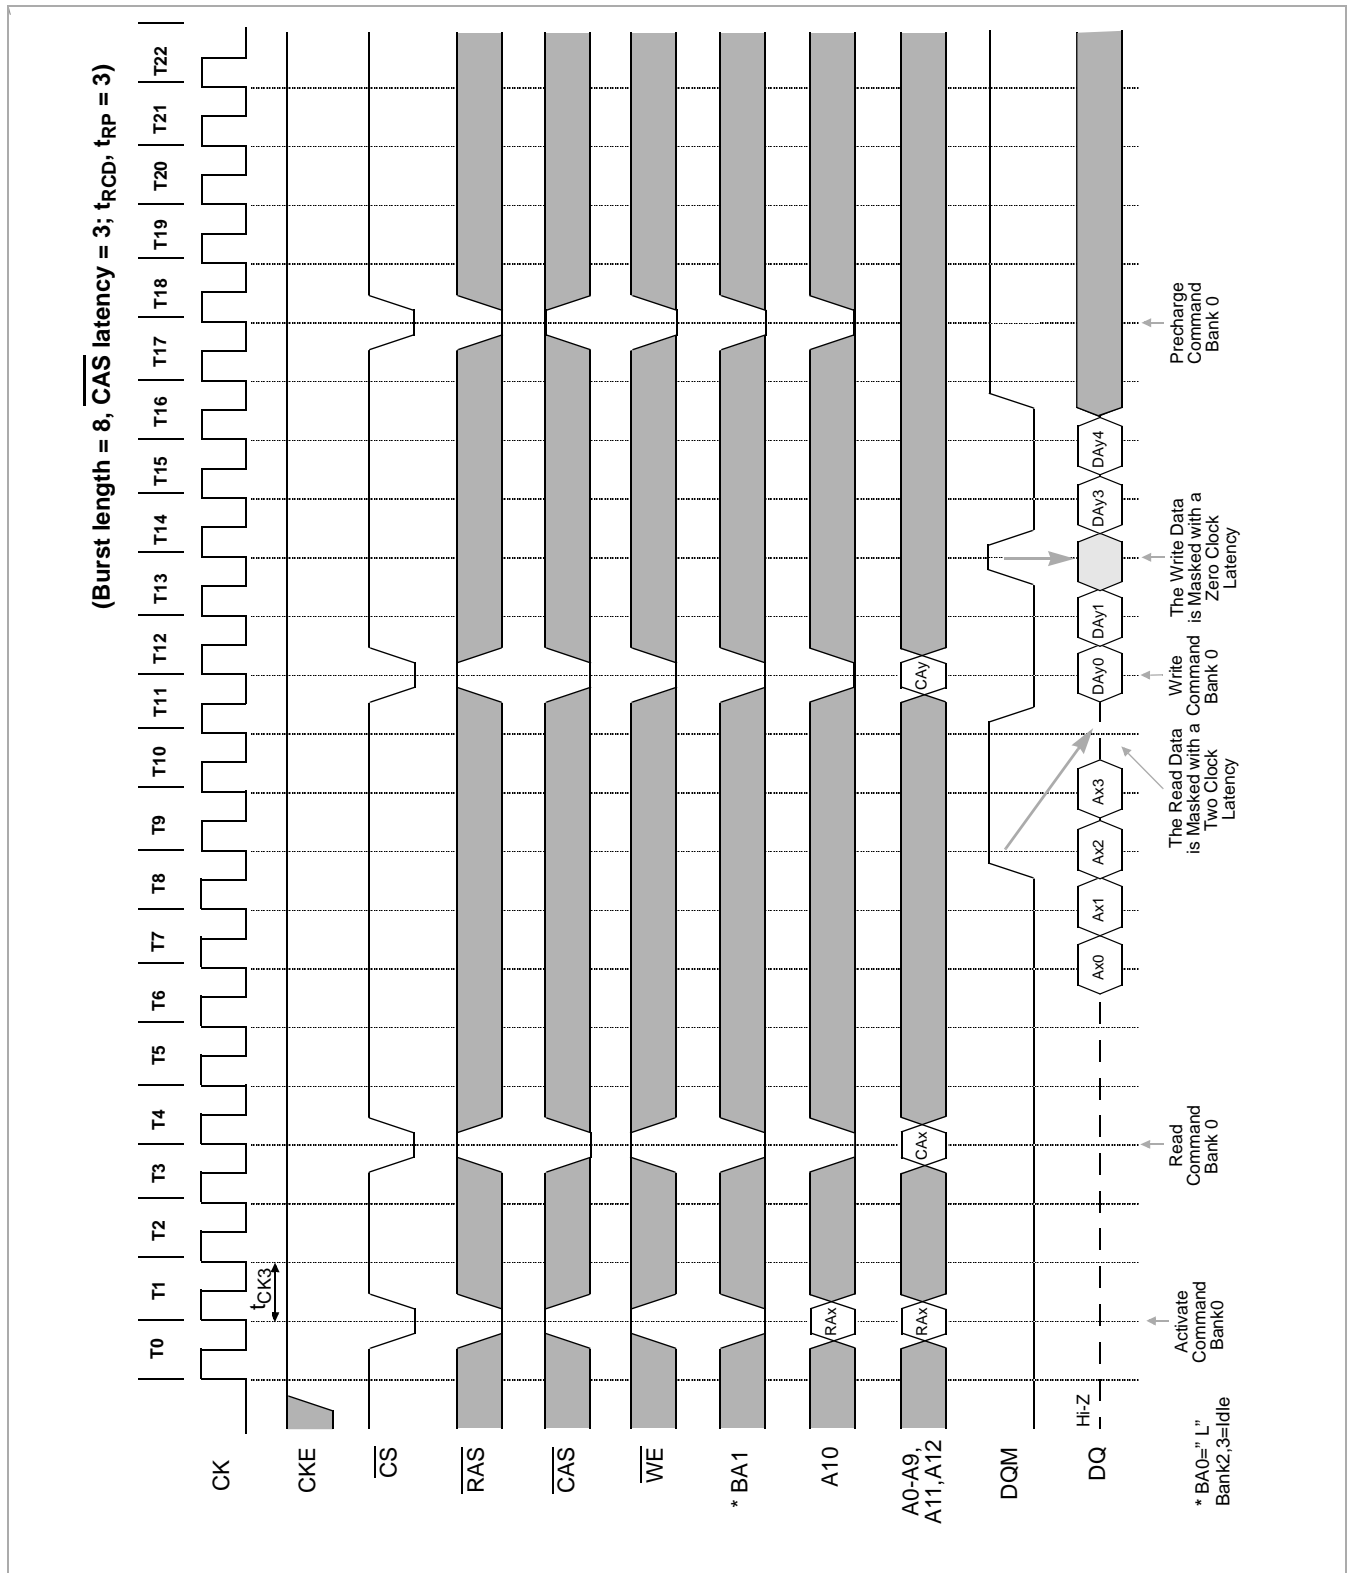 (Burst length = 8, CAS latency = 3; tRCD, tRP = 3)
T0 T1 T2 T3 T4 T5 T6 T7 T8 T9 T10 T11 T12 T13 T14 T15 T16 T17 T18 T19 T20 T21 T22
CK
tCK3
CKE
CS
RAS
CAS
WE
* BA1
A10
RAx
A0-A9,
A11,A12
RAx CAx CAy
DQM
DQ
Hi-Z
Ax0 Ax1 Ax2 Ax3 DAy0 DAy1 DAy3 DAy4
* BA0=" L"
Bank2,3=Idle
Activate
Command
Bank0
Read
Command
Bank 0
The Read Data
is Masked with a
Two Clock
Latency
Write
Command
Bank 0
The Write Data
is Masked with a
Zero Clock
Latency
Precharge
Command
Bank 0